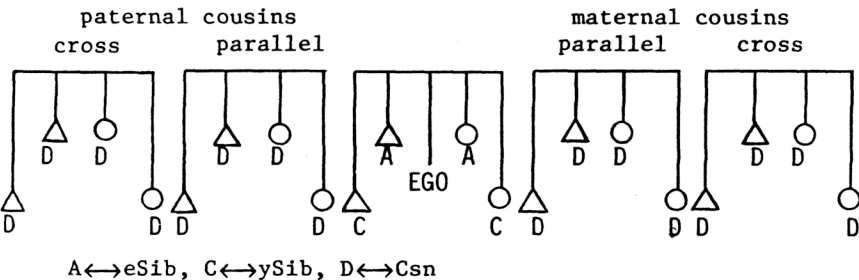 paternal cousins maternal cousins
cross parallel parallel cross
D D D D A A D D D D
EGO
D D D D C C D D D D
A↔eSib, C↔ySib, D↔Csn